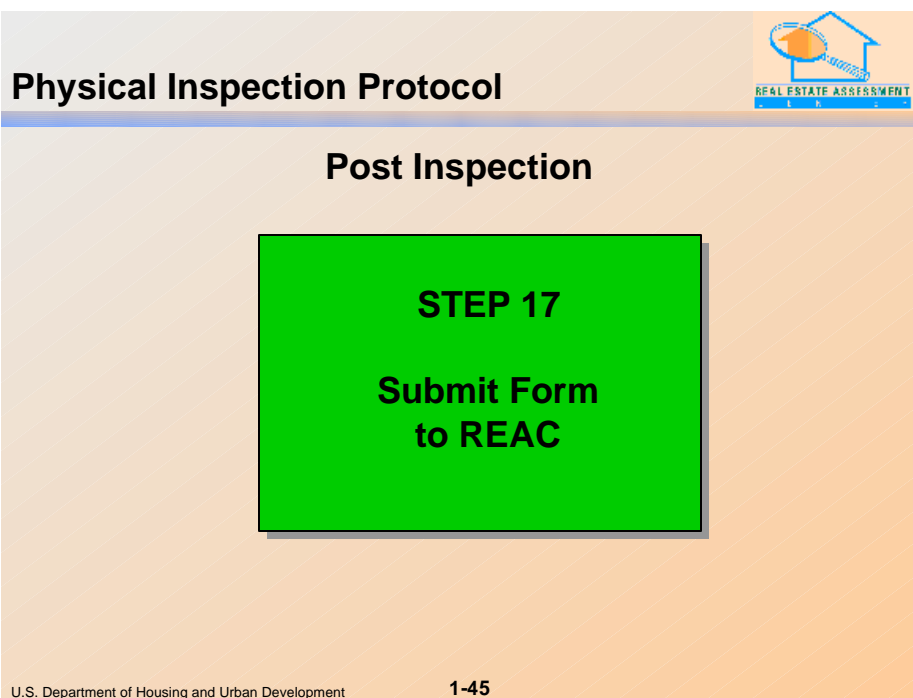 Physical Inspection Protocol
REAL ESTATE ASSESSMENT
Post Inspection
STEP 17
Submit Form
to REAC
U.S. Department of Housing and Urban Development
1-45